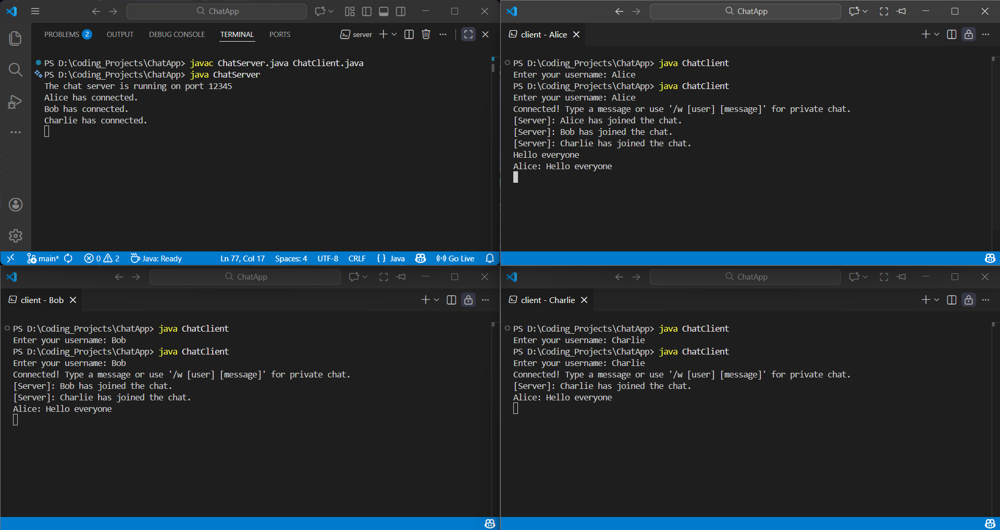 ChatApp
PROBLEMS 2 OUTPUT DEBUG CONSOLE TERMINAL PORTS server
PS D:\Coding_Projects\ChatApp> javac ChatServer.java ChatClient.java
PS D:\Coding_Projects\ChatApp> java ChatServer
The chat server is running on port 12345
Alice has connected.
Bob has connected.
Charlie has connected.
main* 0 2 Java: Ready Ln 77, Col 17 Spaces: 4 UTF-8 CRLF { } Java Go Live
ChatApp
client - Alice
PS D:\Coding_Projects\ChatApp> java ChatClient
Enter your username: Alice
PS D:\Coding_Projects\ChatApp> java ChatClient
Enter your username: Alice
Connected! Type a message or use '/w [user] [message]' for private chat.
[Server]: Alice has joined the chat.
[Server]: Bob has joined the chat.
[Server]: Charlie has joined the chat.
Hello everyone
Alice: Hello everyone
ChatApp
client - Bob
PS D:\Coding_Projects\ChatApp> java ChatClient
Enter your username: Bob
PS D:\Coding_Projects\ChatApp> java ChatClient
Enter your username: Bob
Connected! Type a message or use '/w [user] [message]' for private chat.
[Server]: Bob has joined the chat.
[Server]: Charlie has joined the chat.
Alice: Hello everyone
ChatApp
client - Charlie
PS D:\Coding_Projects\ChatApp> java ChatClient
Enter your username: Charlie
PS D:\Coding_Projects\ChatApp> java ChatClient
Enter your username: Charlie
Connected! Type a message or use '/w [user] [message]' for private chat.
[Server]: Charlie has joined the chat.
Alice: Hello everyone